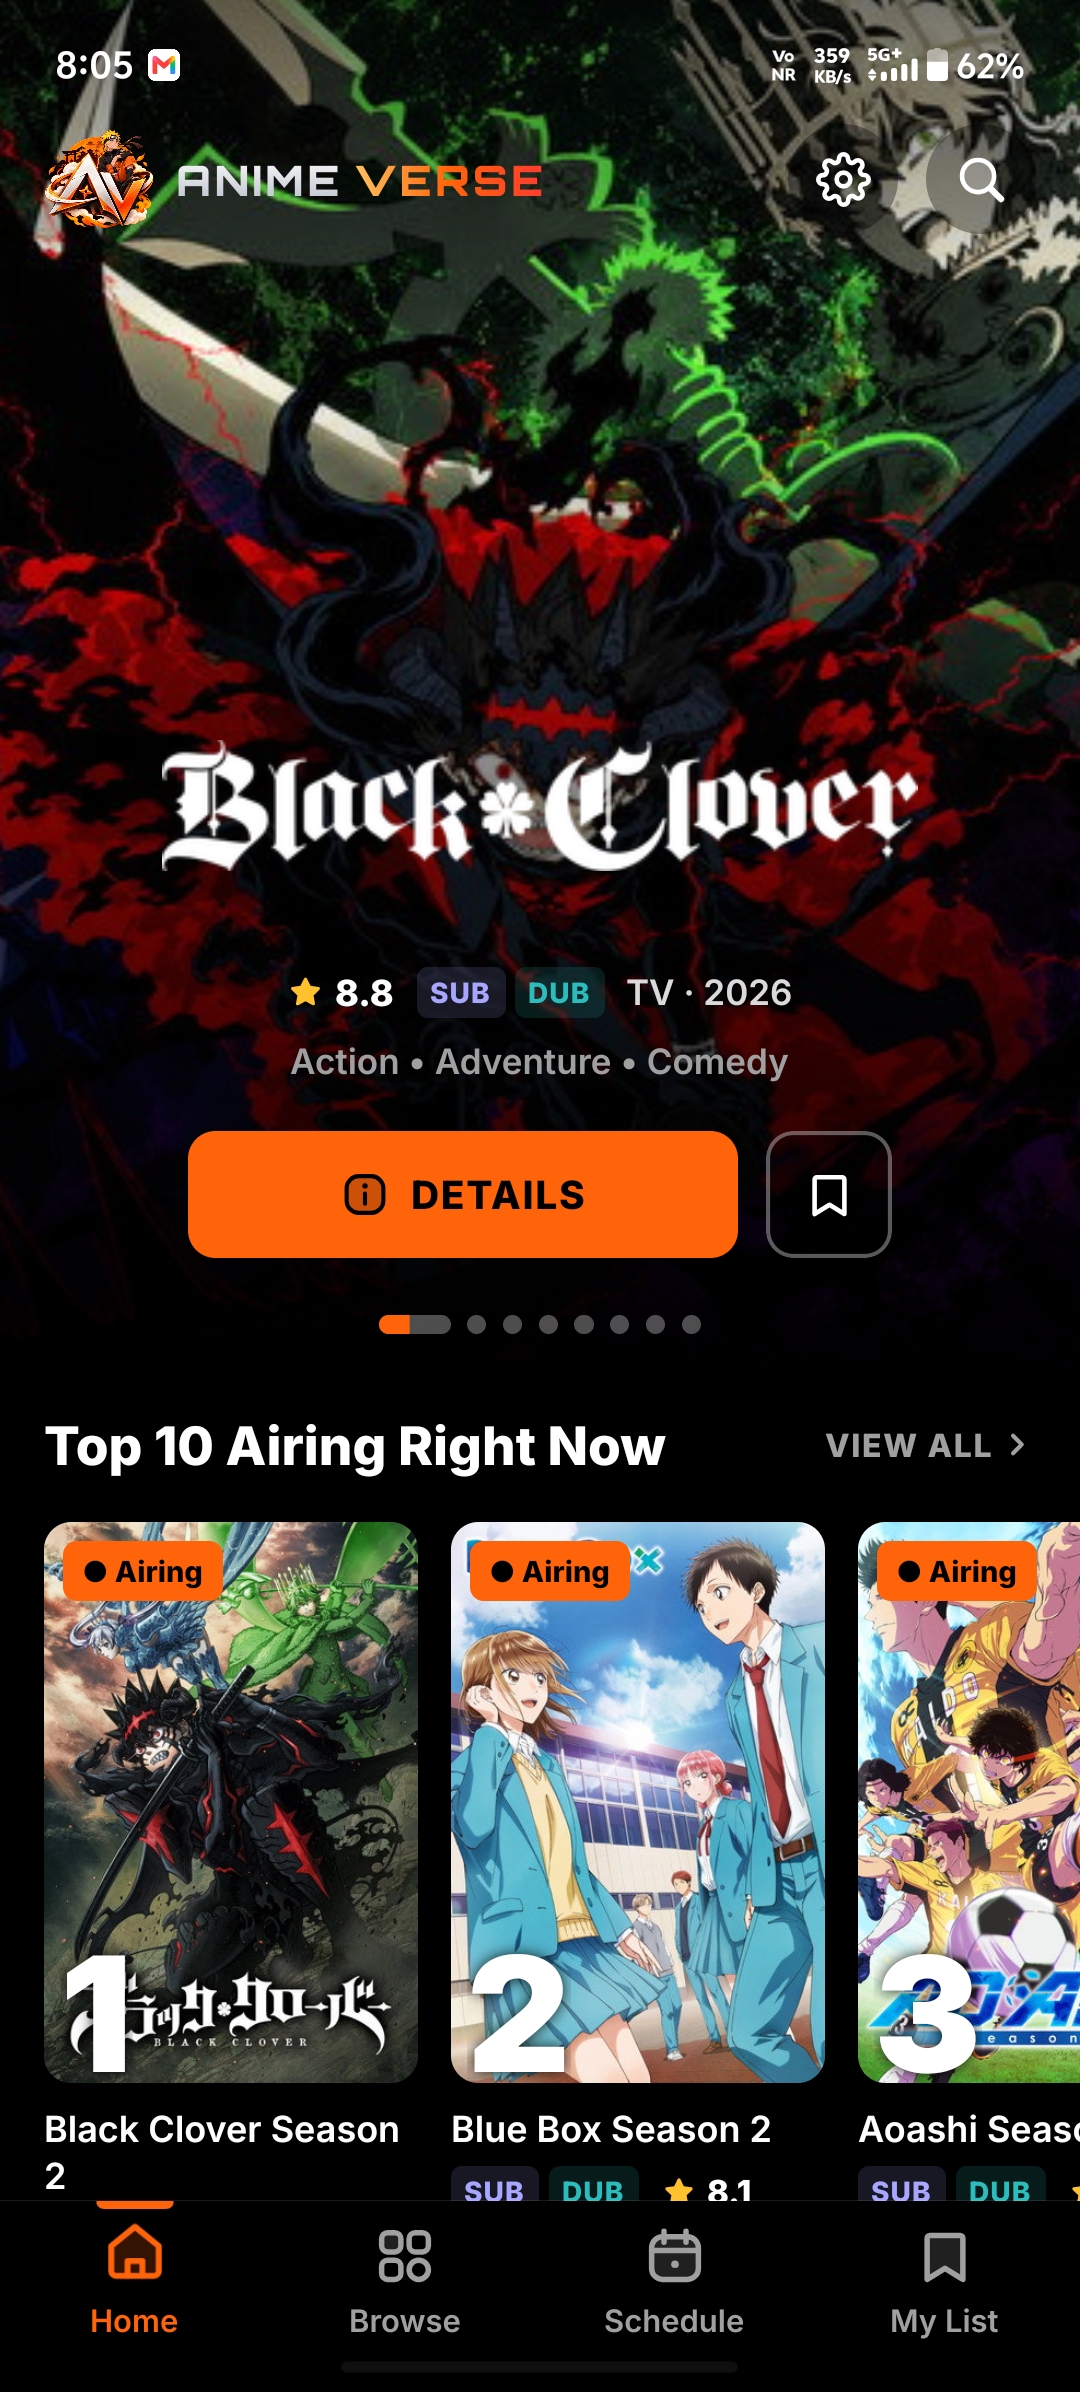 8:05
Vo NR
359 KB/s
5G+
62%
ANIME VERSE
Black Clover
8.8 SUB DUB TV · 2026
Action • Adventure • Comedy
DETAILS
Top 10 Airing Right Now
VIEW ALL
Airing
Airing
Airing
1
ブラッククローバー
BLACK CLOVER
2
3
Black Clover Season
2
Blue Box Season 2
SUB DUB 8.1
Aoashi Seas
SUB DUB
Home
Browse
Schedule
My List